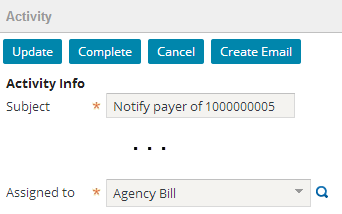 Activity
Update Complete Cancel Create Email
Activity Info
Subject * Notify payer of 1000000005
. . .
Assigned to * Agency Bill